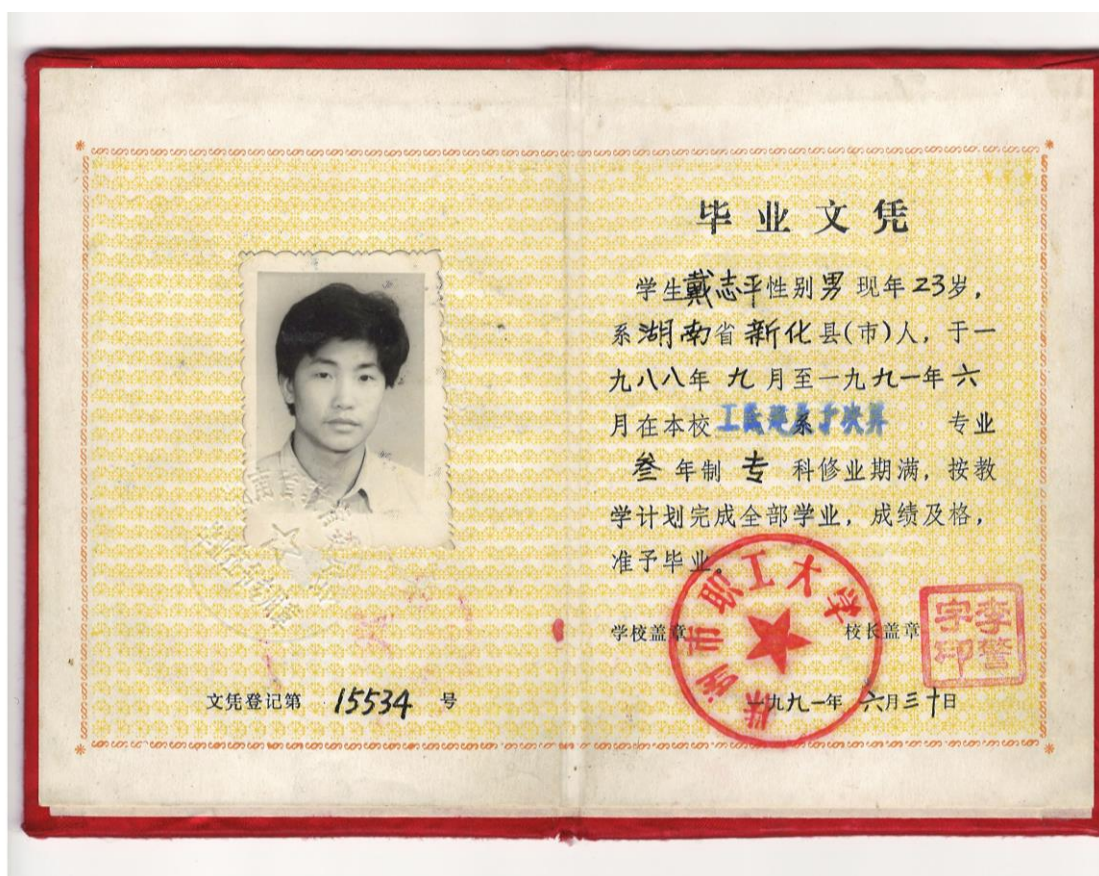 毕业文凭
学生戴志平性别男现年23岁，
系湖南省新化县(市)人，于一
九八八年九月至一九九一年六
月在本校 专业
叁年制专科修业期满，按教
学计划完成全部学业，成绩及格，
准予毕业。
市职工大学
学校盖章 校长盖章
文凭登记第 15534 号
一九九一年六月三十日